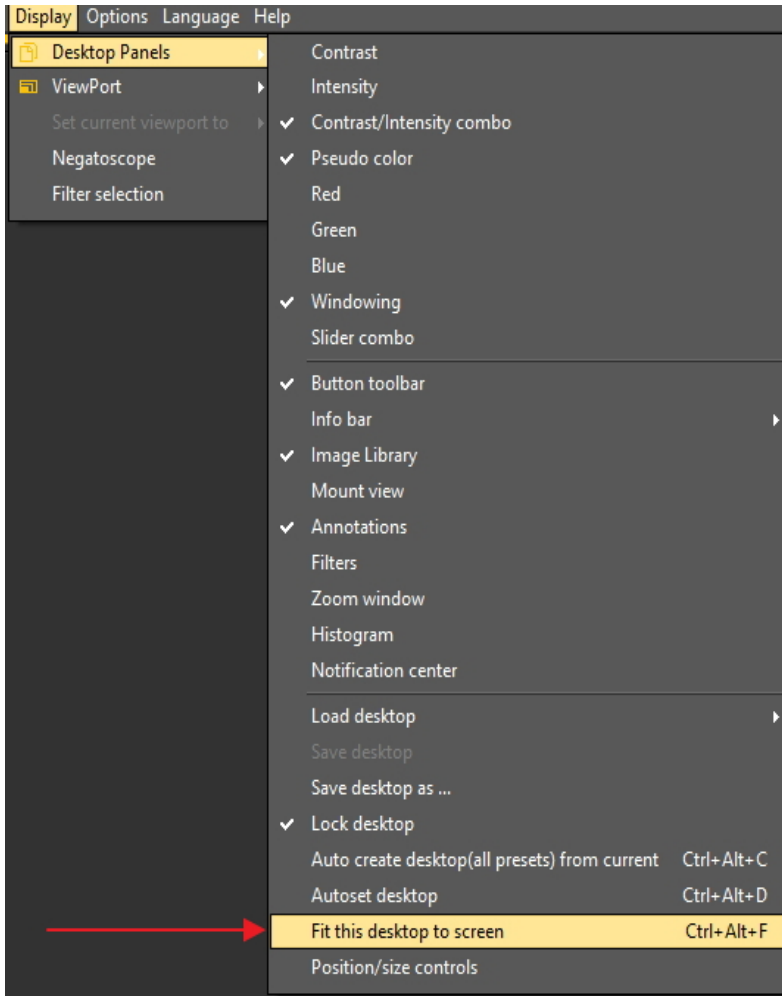 Display Options Language Help
Desktop Panels
ViewPort
Set current viewport to
Negatoscope
Filter selection
Contrast
Intensity
Contrast/Intensity combo
Pseudo color
Red
Green
Blue
Windowing
Slider combo
Button toolbar
Info bar
Image Library
Mount view
Annotations
Filters
Zoom window
Histogram
Notification center
Load desktop
Save desktop
Save desktop as ...
Lock desktop
Auto create desktop(all presets) from current Ctrl+Alt+C
Autoset desktop Ctrl+Alt+D
Fit this desktop to screen Ctrl+Alt+F
Position/size controls